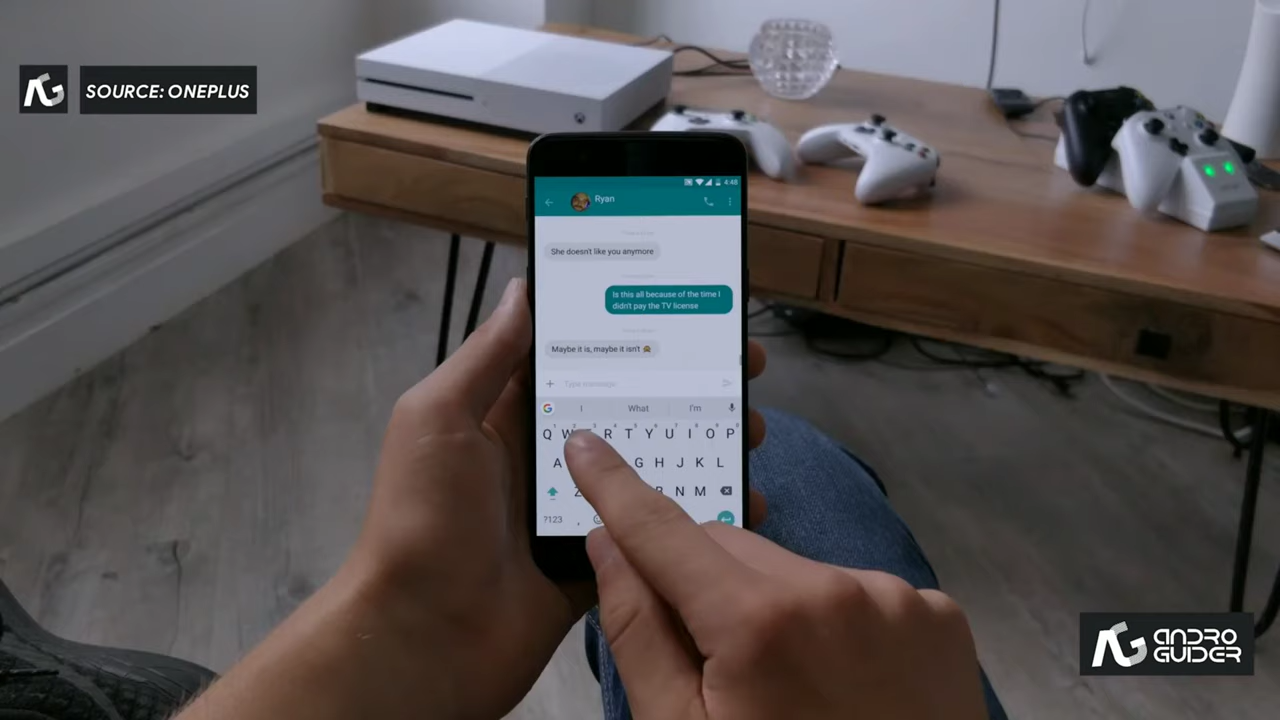 SOURCE: ONEPLUS
4:48
Ryan
She doesn't like you anymore
Is this all because of the time I
didn't pay the TV license
Maybe it is, maybe it isn't
Type message
I What I'm
Q W R T Y U I O P
A G H J K L
Z B N M
?123 ,
ANDRO
GUIDER